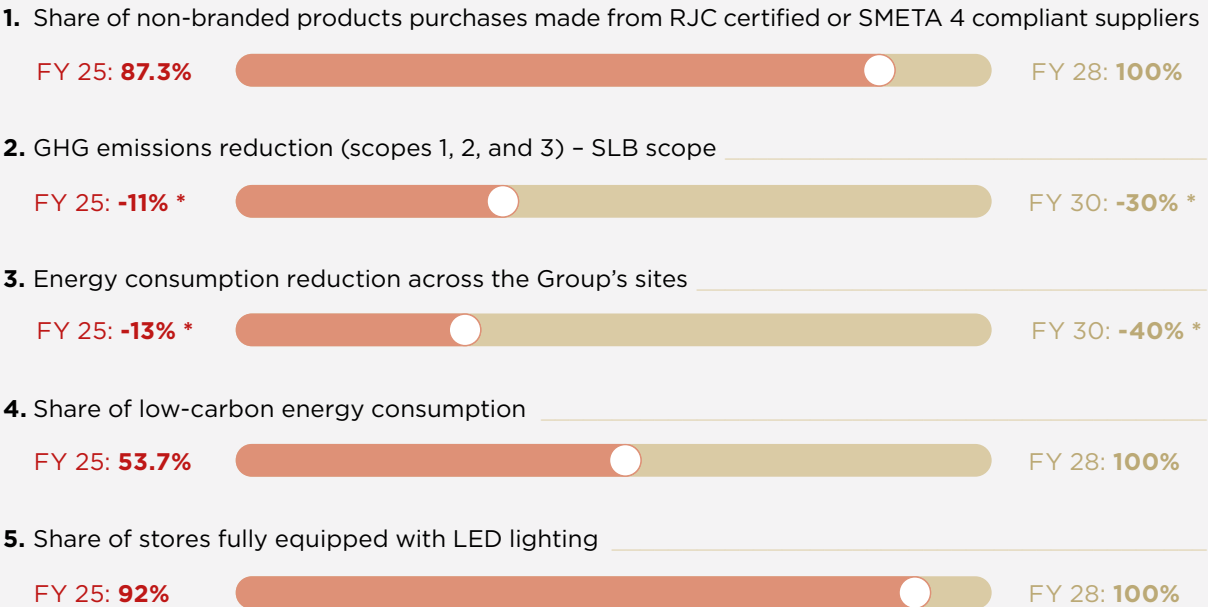 1. Share of non-branded products purchases made from RJC certified or SMETA 4 compliant suppliers
FY 25: 87.3% FY 28: 100%
2. GHG emissions reduction (scopes 1, 2, and 3) – SLB scope
FY 25: -11% * FY 30: -30% *
3. Energy consumption reduction across the Group's sites
FY 25: -13% * FY 30: -40% *
4. Share of low-carbon energy consumption
FY 25: 53.7% FY 28: 100%
5. Share of stores fully equipped with LED lighting
FY 25: 92% FY 28: 100%